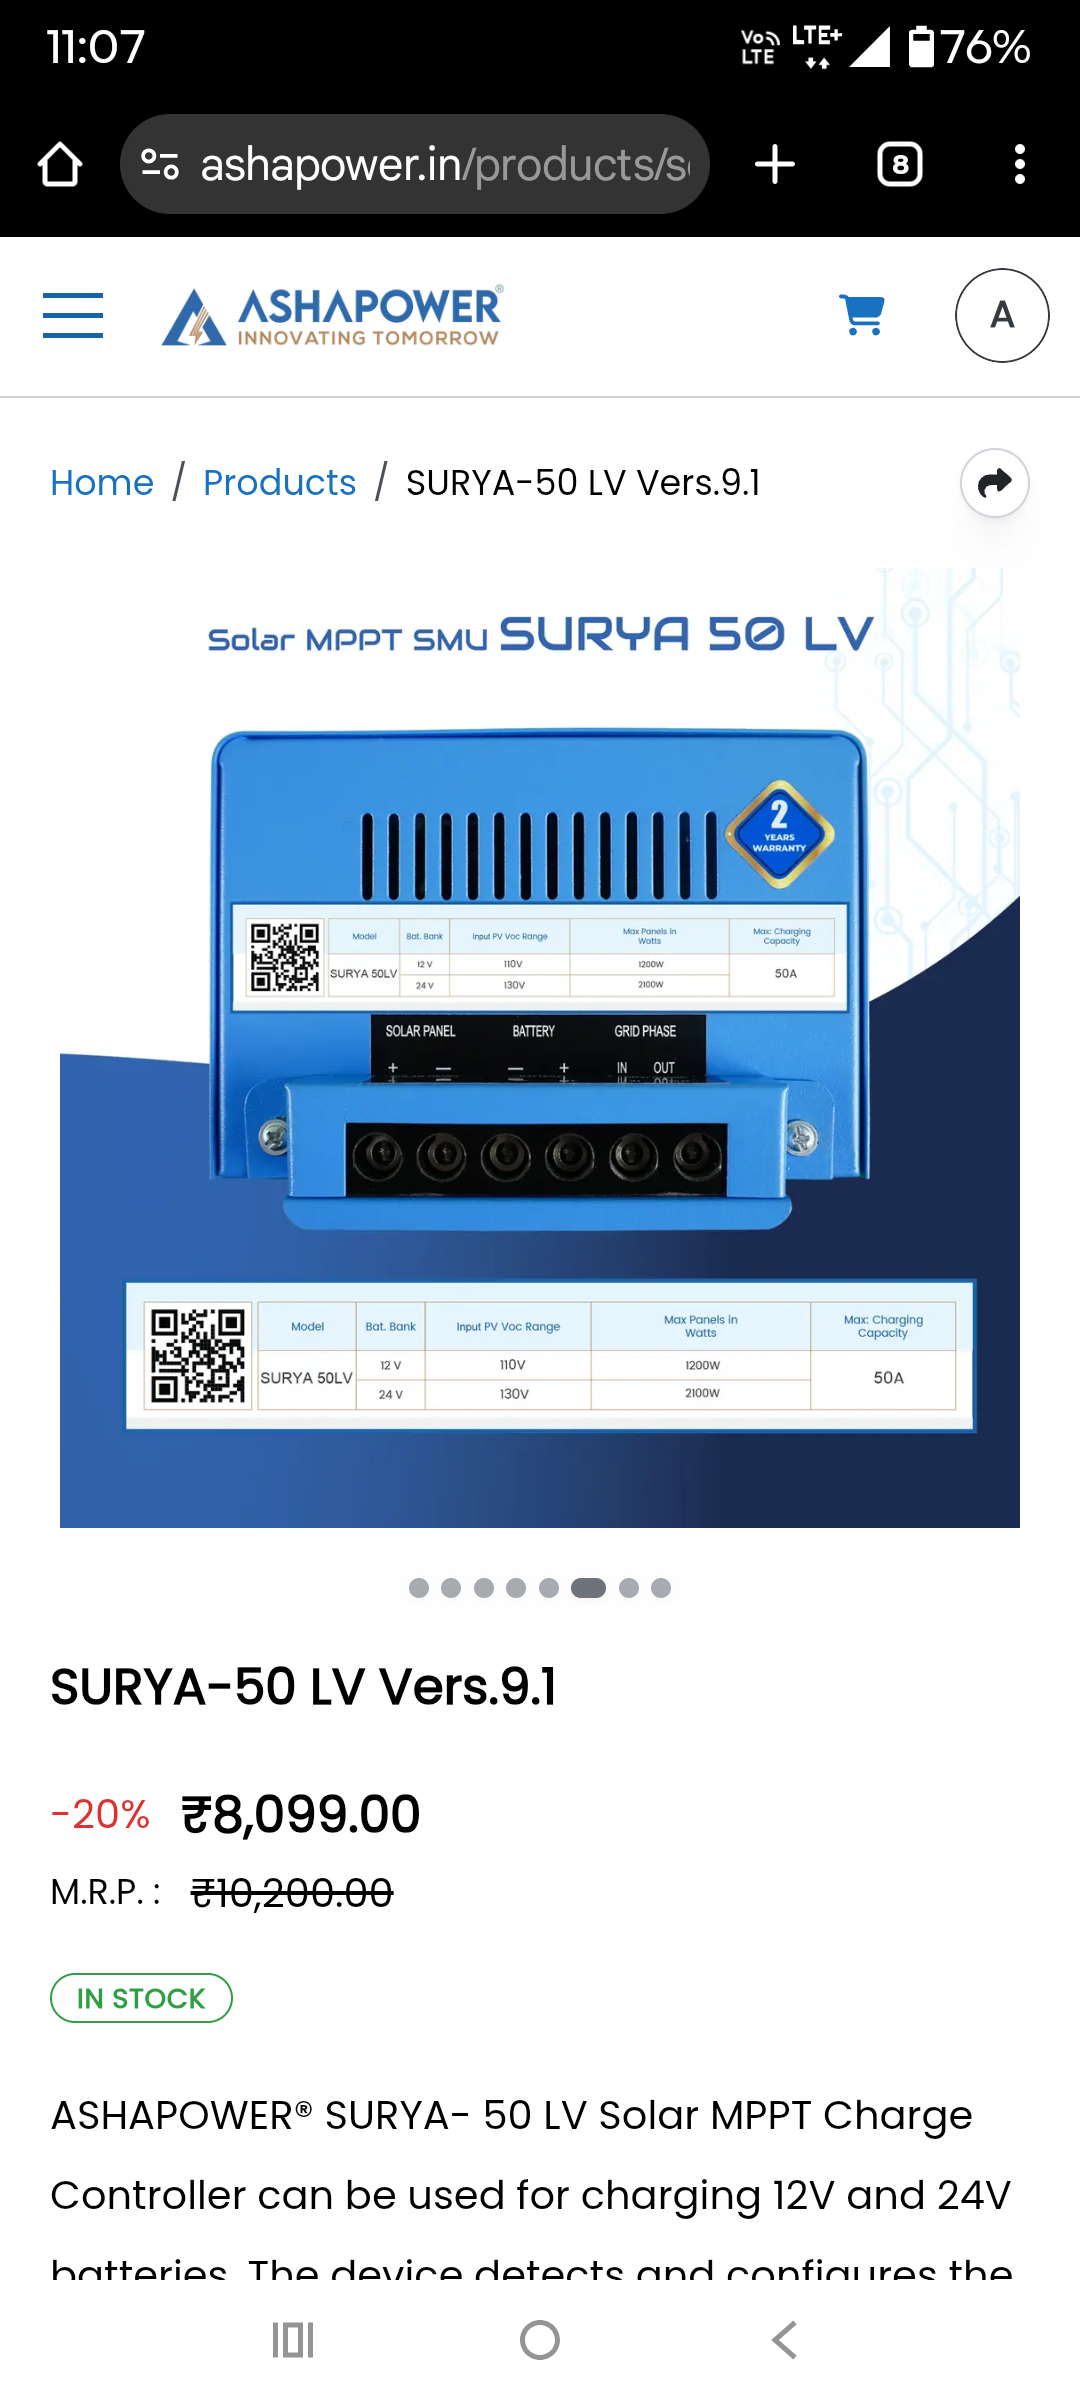 11:07
Vo LTE LTE+ 76%
ashapower.in/products/s
8
ASHAPOWER®
INNOVATING TOMORROW
A
Home / Products / SURYA-50 LV Vers.9.1
Solar MPPT SMU SURYA 50 LV
2
YEARS
WARRANTY
Model Bat. Bank Input PV Voc Range Max Panels in Watts Max: Charging Capacity
SURYA 50LV 12 V 110V 1200W 50A
24 V 130V 2100W
SOLAR PANEL BATTERY GRID PHASE
+ — — + IN OUT
Model Bat. Bank Input PV Voc Range Max Panels in Watts Max: Charging Capacity
SURYA 50LV 12 V 110V 1200W 50A
24 V 130V 2100W
SURYA-50 LV Vers.9.1
-20% ₹8,099.00
M.R.P. : ₹10,200.00
IN STOCK
ASHAPOWER® SURYA- 50 LV Solar MPPT Charge
Controller can be used for charging 12V and 24V
batteries. The device detects and configures the